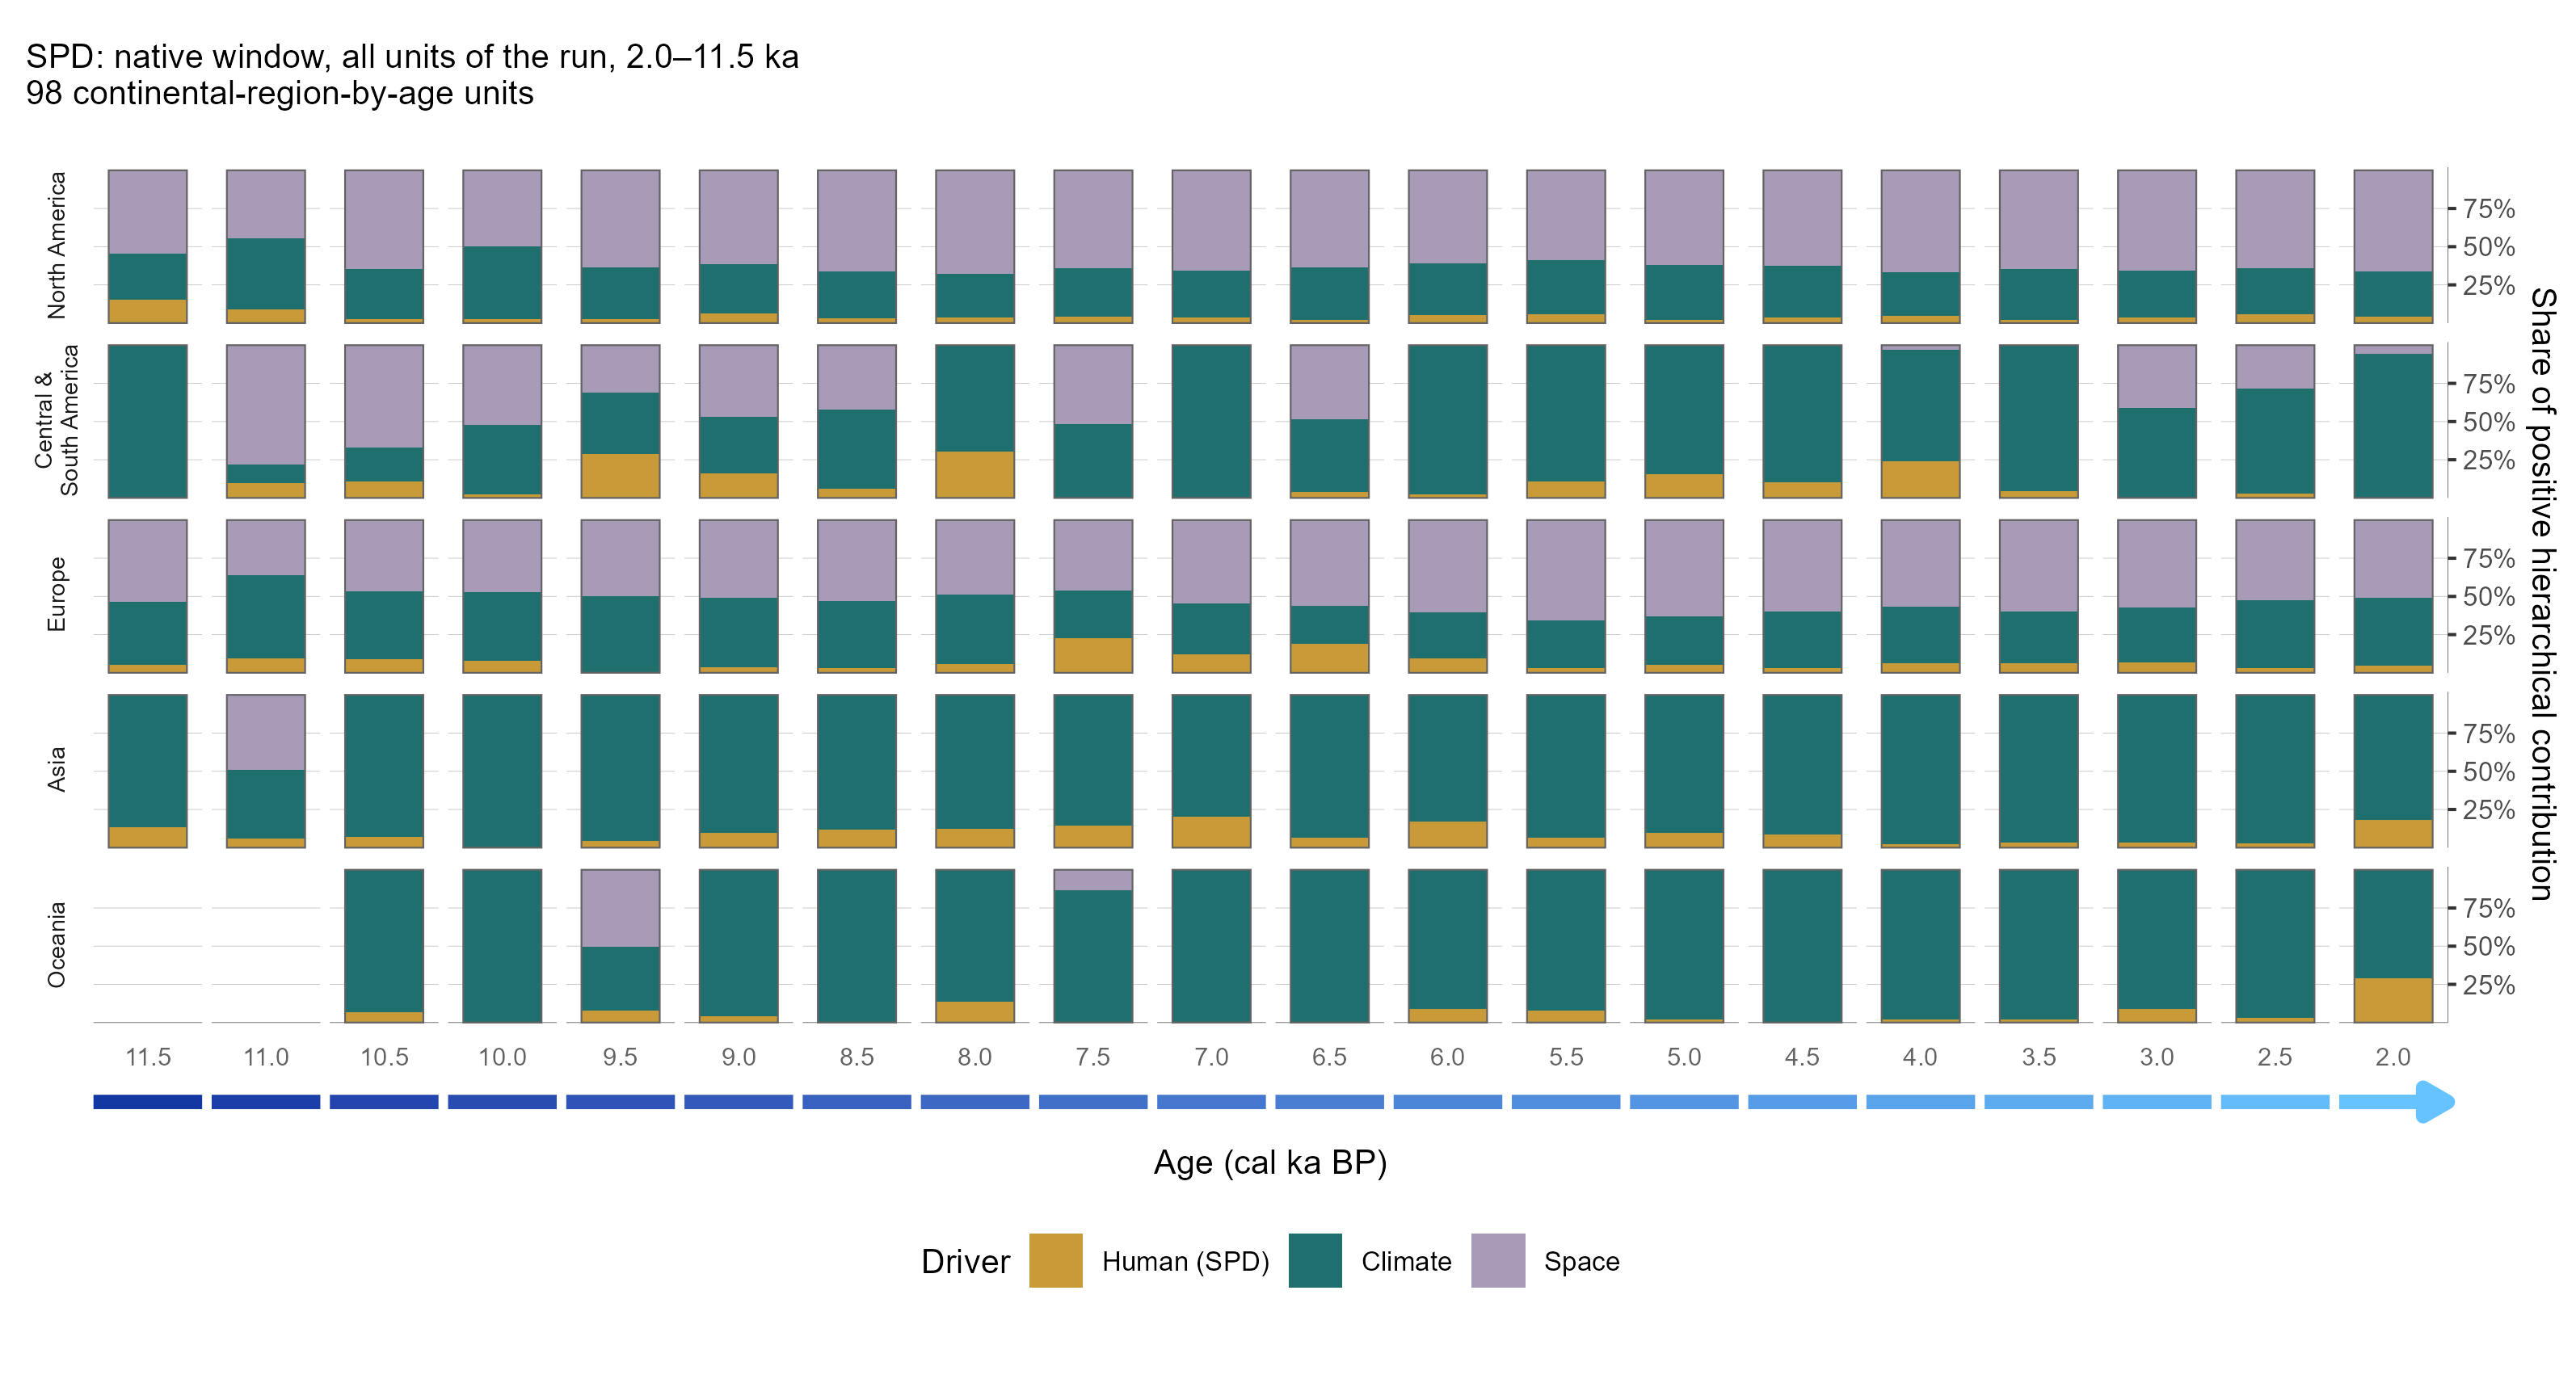 SPD: native window, all units of the run, 2.0–11.5 ka
98 continental-region-by-age units
North America
75%
50%
25%
Central &
South America
75%
50%
25%
Europe
75%
50%
25%
Asia
75%
50%
25%
Oceania
75%
50%
25%
Share of positive hierarchical contribution
11.5 11.0 10.5 10.0 9.5 9.0 8.5 8.0 7.5 7.0 6.5 6.0 5.5 5.0 4.5 4.0 3.5 3.0 2.5 2.0
Age (cal ka BP)
Driver Human (SPD) Climate Space